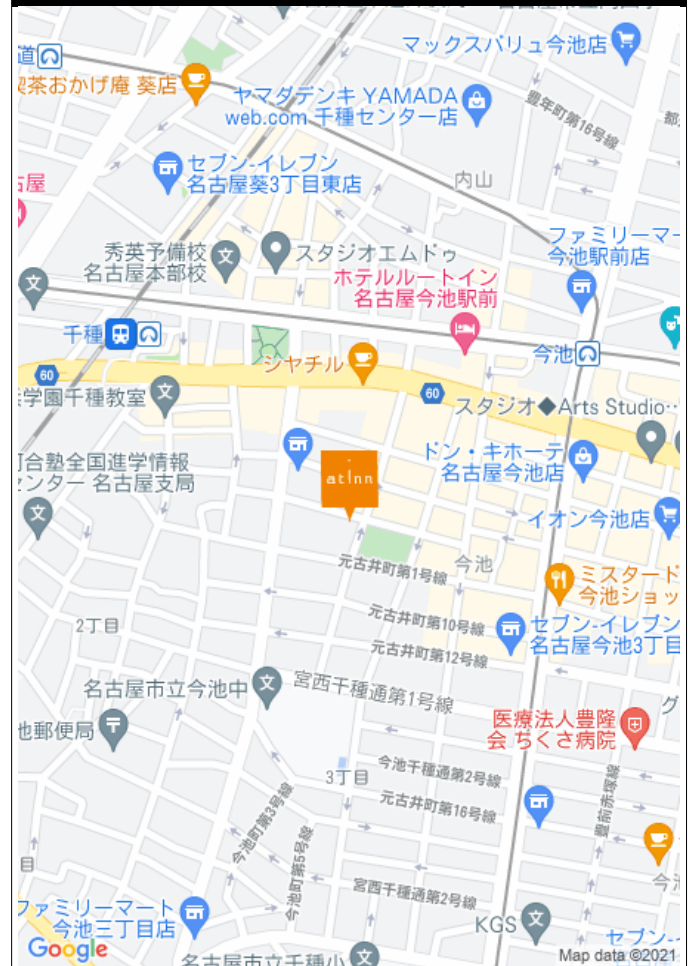 マックスバリュ今池店
道
喫茶おかげ庵 葵店
ヤマダデンキ YAMADA
web.com 千種センター店
豊年町第16号線
セブン-イレブン
名古屋葵3丁目東店
内山
古屋
ファミリーマー
今池駅前店
秀英予備校
名古屋本部校
スタジオエムドゥ
ホテルルートイン
名古屋今池駅前
千種
今池
シヤチル
60
60
学園千種教室
スタジオ◆Arts Studio…
河合塾全国進学情報
センター 名古屋支局
ドン・キホーテ
名古屋今池店
at inn
イオン今池店
元古井町第1号線
今池
ミスタード
今池ショッ
2丁目
元古井町第10号線
セブン-イレブン
名古屋今池3丁目
元古井町第12号線
名古屋市立今池中
宮西千種通第1号線
池郵便局
医療法人豊隆
会 ちくさ病院
グ
3丁目
今池千種通第2号線
元古井町第16号線
今池町第3号線
今池町第5号線
豊前赤塚線
今
目
宮西千種通第2号線
ファミリーマート
今池三丁目店
KGS
セブン-
Google
名古屋市立千種小
Map data ©2021